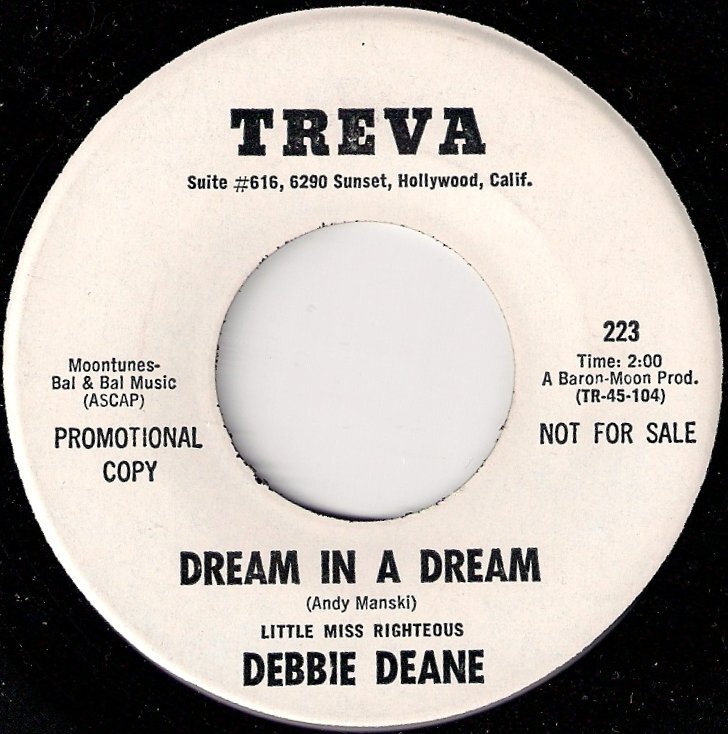 TREVA
Suite #616, 6290 Sunset, Hollywood, Calif.
Moontunes-
Bal & Bal Music
(ASCAP)
PROMOTIONAL
COPY
223
Time: 2:00
A Baron-Moon Prod.
(TR-45-104)
NOT FOR SALE
DREAM IN A DREAM
(Andy Manski)
LITTLE MISS RIGHTEOUS
DEBBIE DEANE